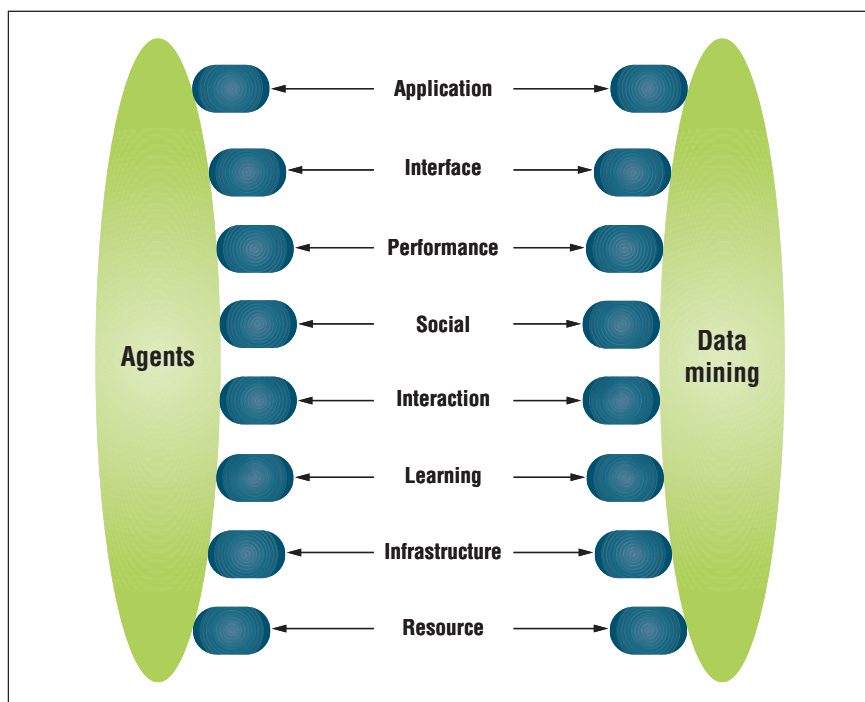 Application
Interface
Performance
Social
Agents
Data
mining
Interaction
Learning
Infrastructure
Resource